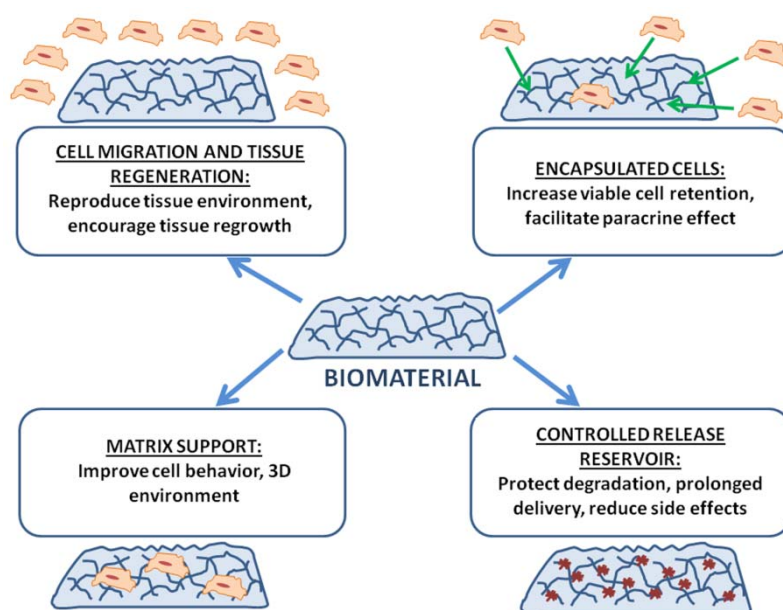 CELL MIGRATION AND TISSUE
REGENERATION:
Reproduce tissue environment,
encourage tissue regrowth
ENCAPSULATED CELLS:
Increase viable cell retention,
facilitate paracrine effect
BIOMATERIAL
MATRIX SUPPORT:
Improve cell behavior, 3D
environment
CONTROLLED RELEASE
RESERVOIR:
Protect degradation, prolonged
delivery, reduce side effects